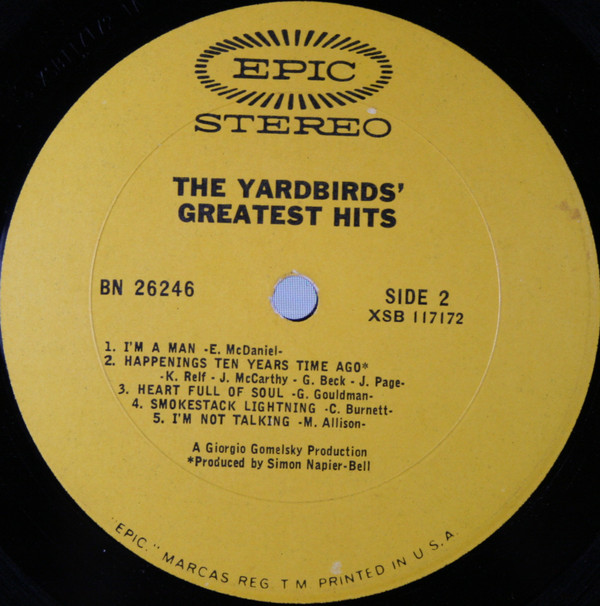 EPIC
STEREO
THE YARDBIRDS'
GREATEST HITS
BN 26246
SIDE 2
XSB 117172
1. I'M A MAN -E. McDaniel-
2. HAPPENINGS TEN YEARS TIME AGO*
-K. Relf - J. McCarthy - G. Beck - J. Page-
3. HEART FULL OF SOUL -G. Gouldman-
4. SMOKESTACK LIGHTNING -C. Burnett-
5. I'M NOT TALKING -M. Allison-
A Giorgio Gomelsky Production
*Produced by Simon Napier-Bell
"EPIC," MARCAS REG. T M PRINTED IN U.S.A.